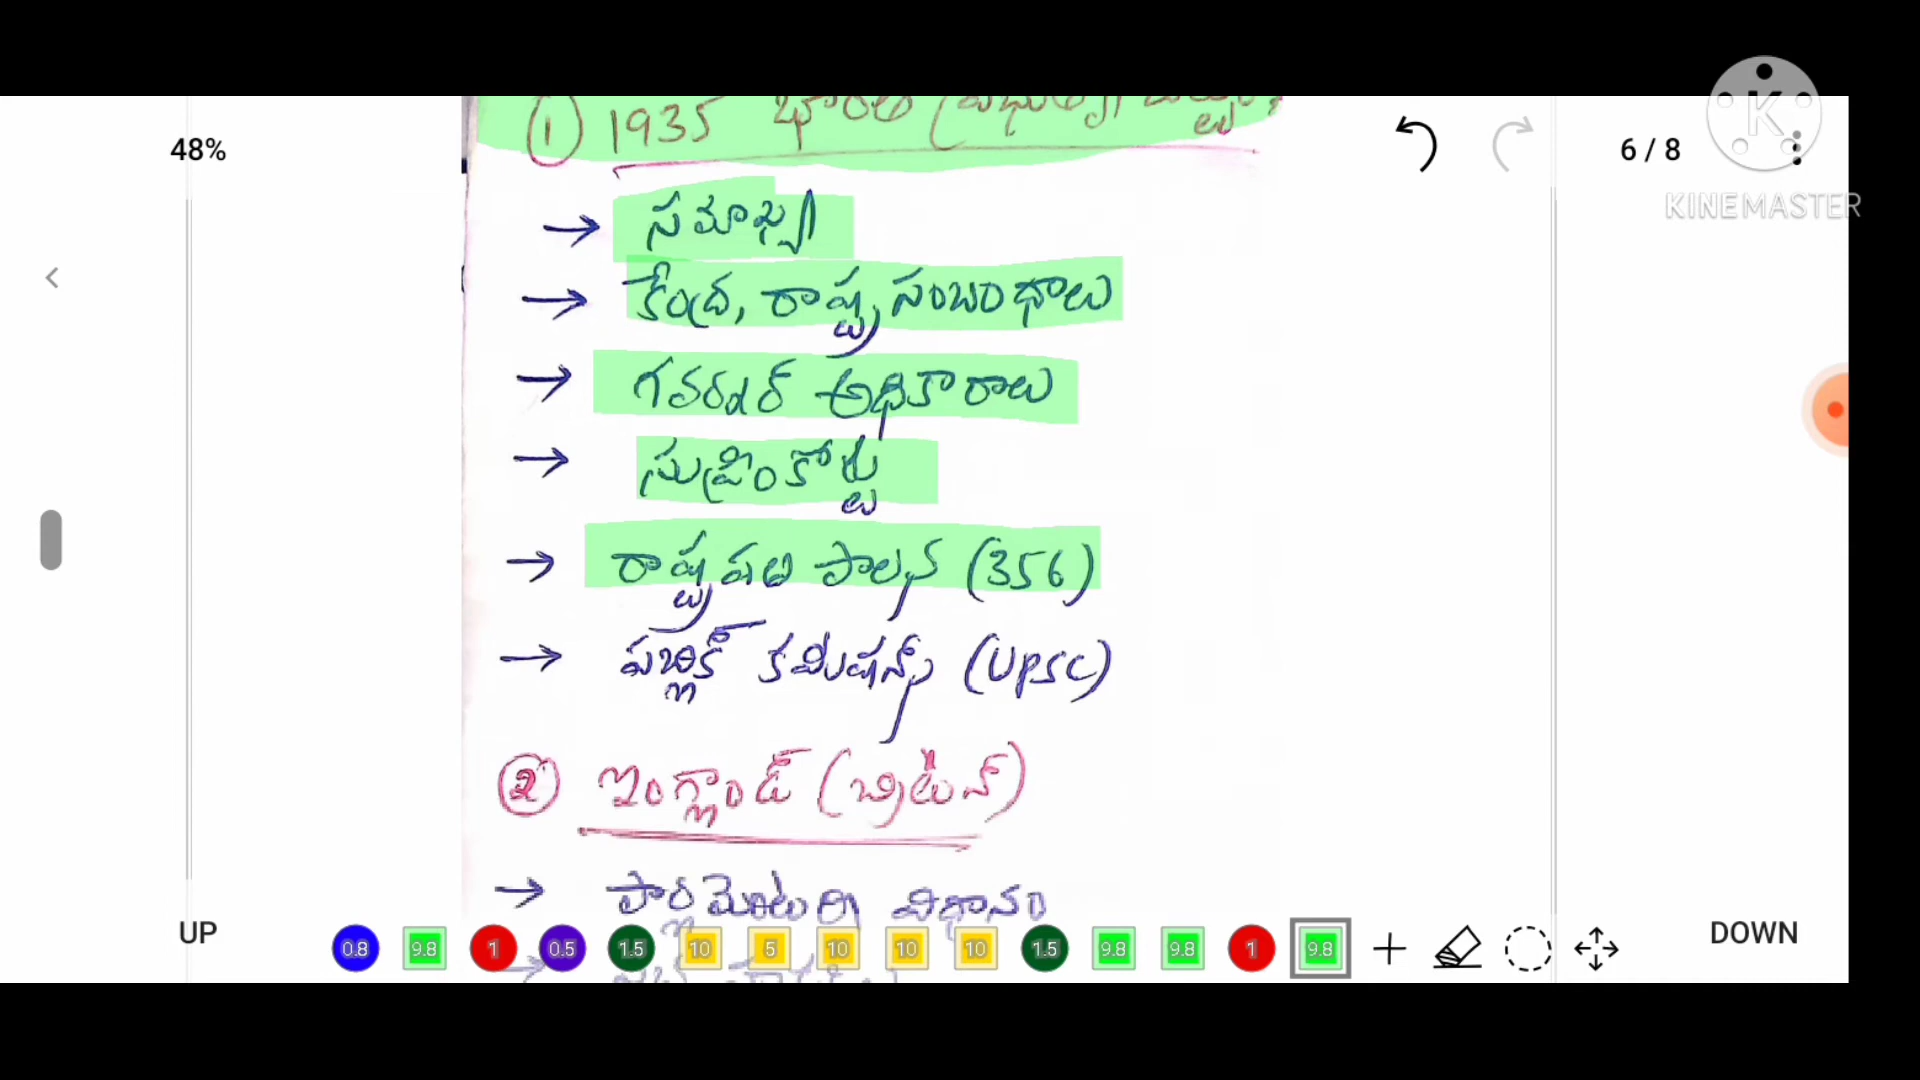 ① 1935 భారత ప్రభుత్వ
48%
6 / 8
KINEMASTER
→ సమాఖ్య
→ కేంద్ర, రాష్ట్ర సంబంధాలు
→ గవర్నర్ అధికారాలు
→ సుప్రీంకోర్టు
→ రాష్ట్రపతి పాలన (356)
→ పబ్లిక్ కమీషన్స్ (UPSC)
② ఇంగ్లాండ్ (బ్రిటన్)
→ పార్లమెంటరీ విధానం
UP
0.8 9.8 1 0.5 1.5 10 5 10 10 10 1.5 9.8 9.8 1 9.8
DOWN